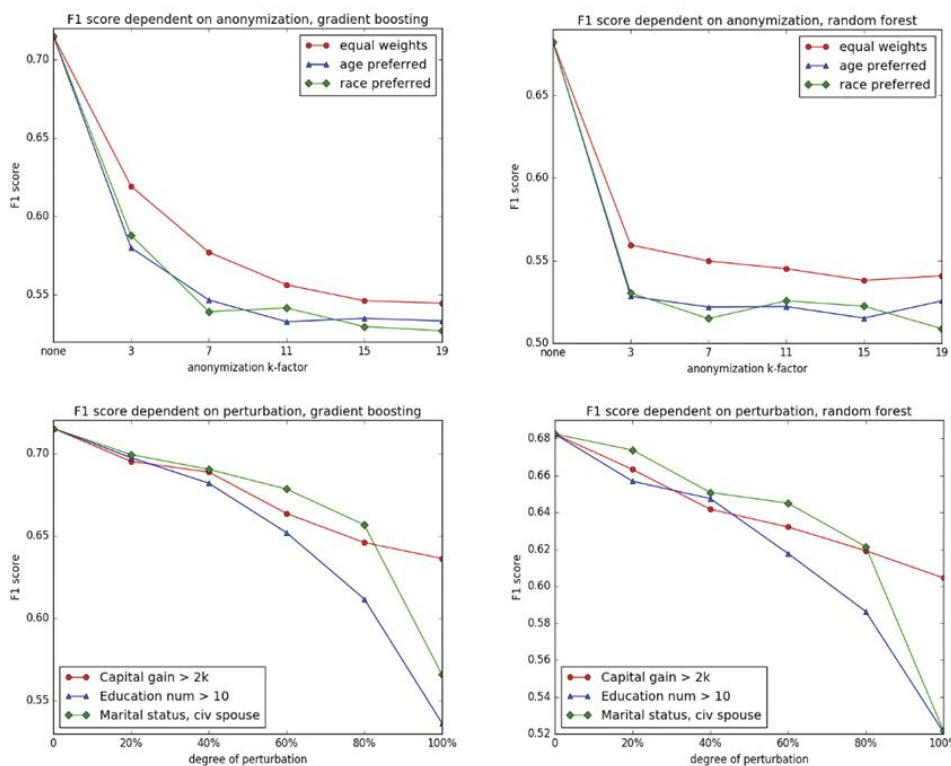 F1 score dependent on anonymization, gradient boosting
equal weights
age preferred
race preferred
0.70
0.65
0.60
0.55
F1 score
none 3 7 11 15 19
anonymization k-factor
F1 score dependent on anonymization, random forest
equal weights
age preferred
race preferred
0.65
0.60
0.55
0.50
F1 score
none 3 7 11 15 19
anonymization k-factor
F1 score dependent on perturbation, gradient boosting
0.70
0.65
0.60
0.55
F1 score
Capital gain > 2k
Education num > 10
Marital status, civ spouse
0 20% 40% 60% 80% 100%
degree of perturbation
F1 score dependent on perturbation, random forest
0.68
0.66
0.64
0.62
0.60
0.58
0.56
0.54
0.52
F1 score
Capital gain > 2k
Education num > 10
Marital status, civ spouse
0 20% 40% 60% 80% 100%
degree of perturbation